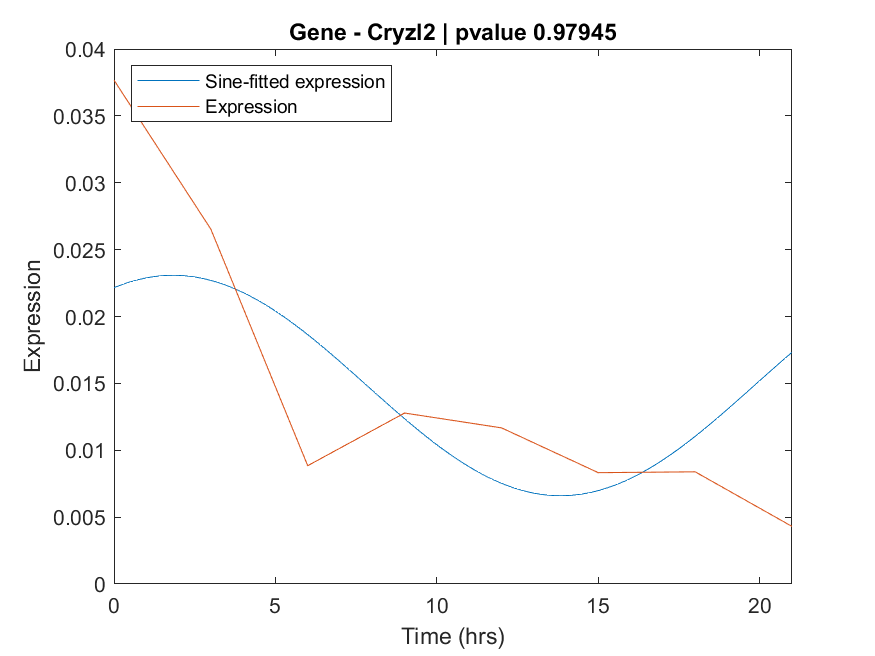 Gene - Cryzl2 | pvalue 0.97945
Sine-fitted expression
Expression
0.04
0.035
0.03
0.025
0.02
0.015
0.01
0.005
0
Expression
0 5 10 15 20
Time (hrs)